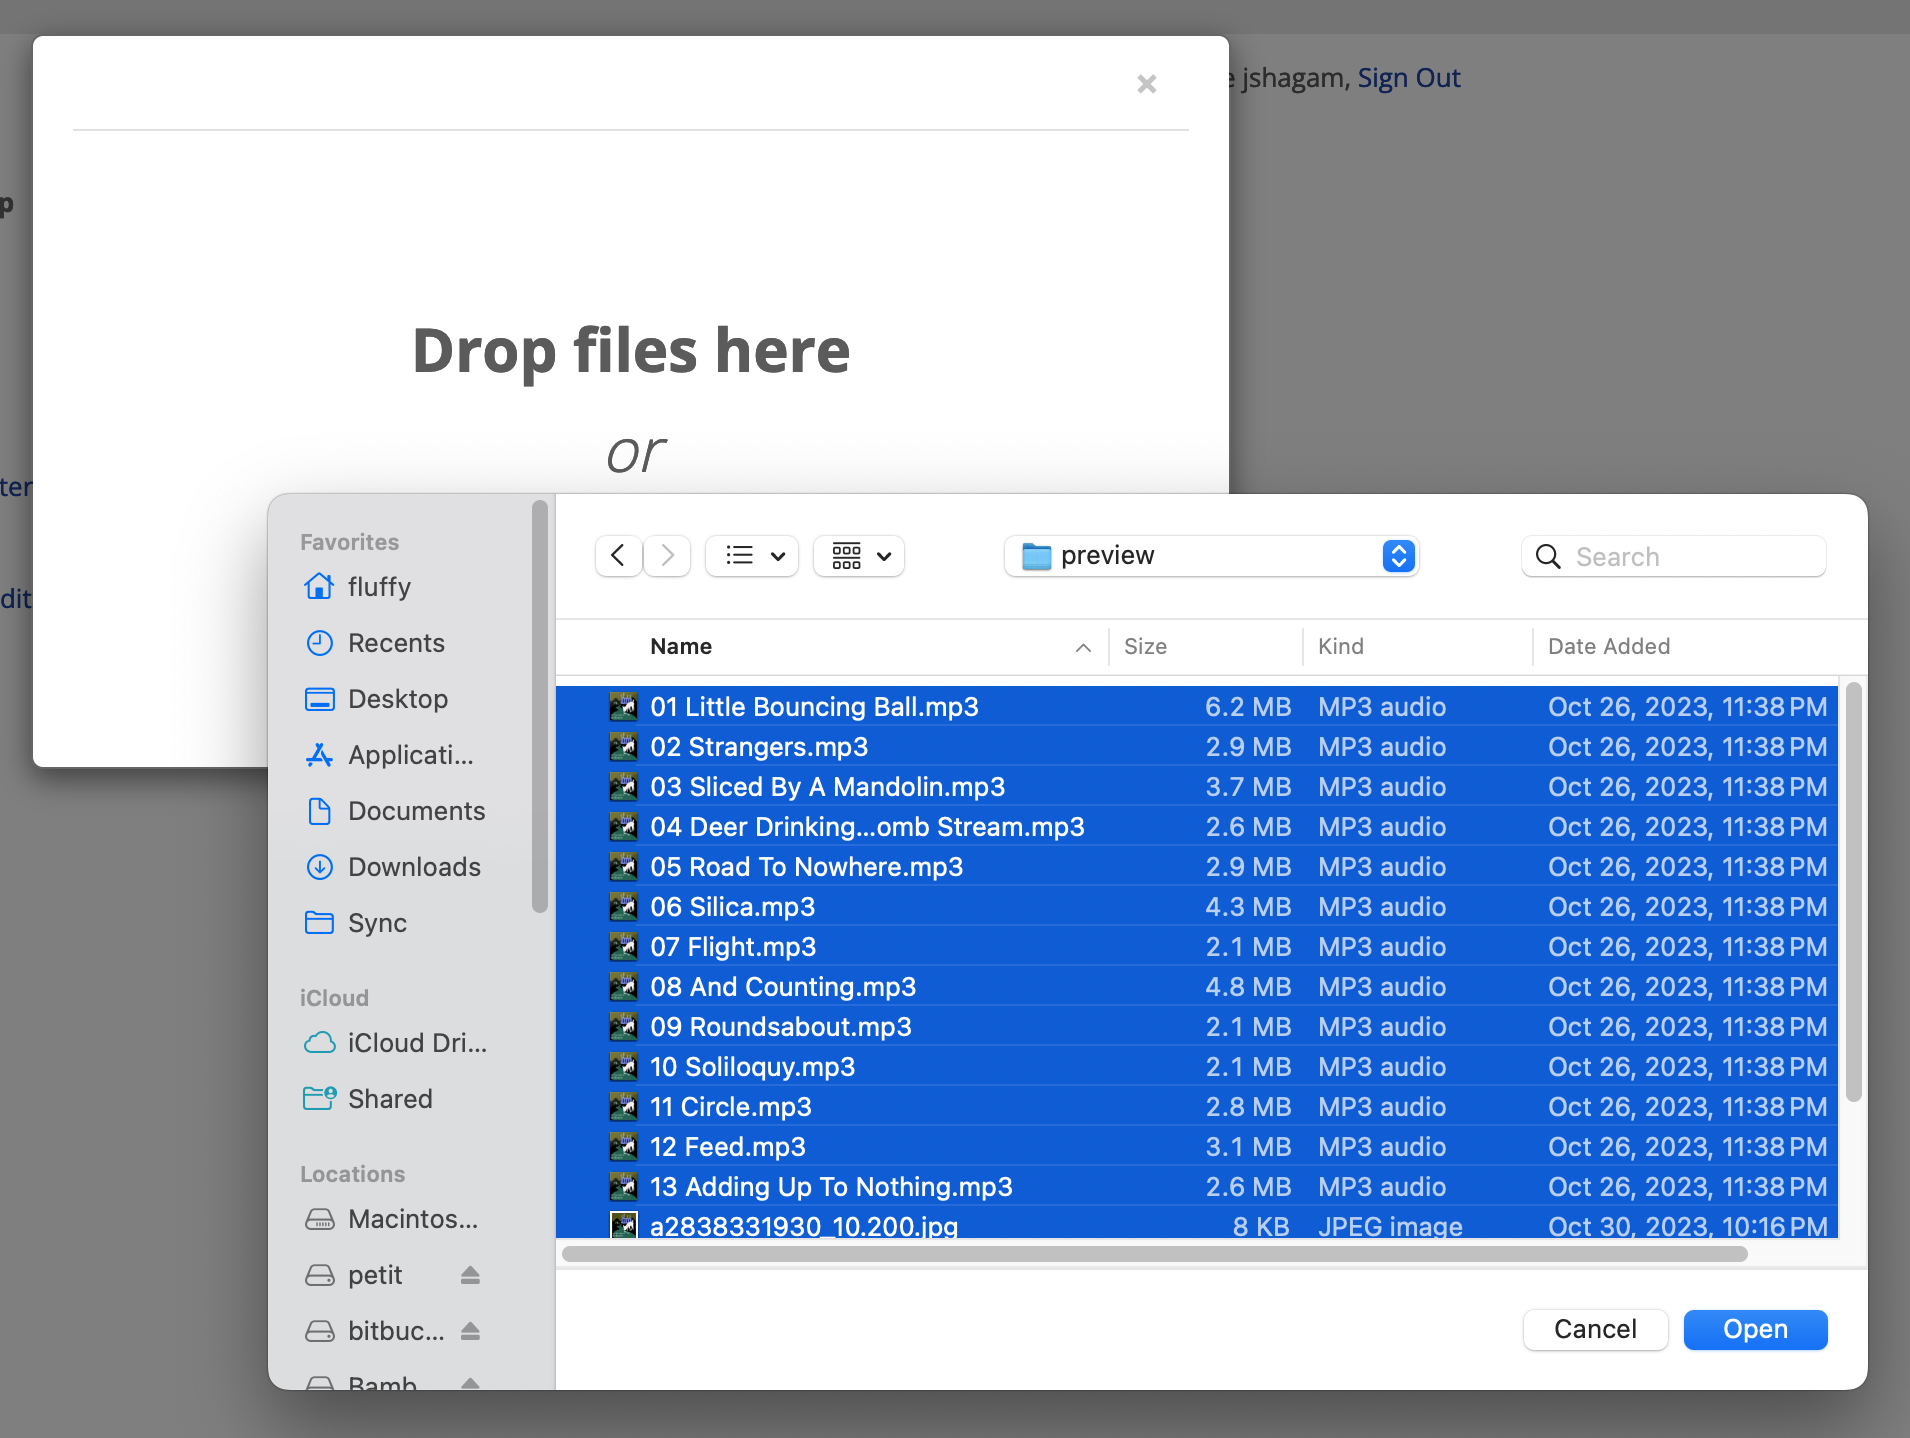 ×
e jshagam, Sign Out
p
Drop files here
or
ter
dit
Favorites
fluffy
Recents
Desktop
Applicati...
Documents
Downloads
Sync
iCloud
iCloud Dri...
Shared
Locations
Macintos...
petit
bitbuc...
Bamb
preview
Search
Name Size Kind Date Added
01 Little Bouncing Ball.mp3 6.2 MB MP3 audio Oct 26, 2023, 11:38 PM
02 Strangers.mp3 2.9 MB MP3 audio Oct 26, 2023, 11:38 PM
03 Sliced By A Mandolin.mp3 3.7 MB MP3 audio Oct 26, 2023, 11:38 PM
04 Deer Drinking...omb Stream.mp3 2.6 MB MP3 audio Oct 26, 2023, 11:38 PM
05 Road To Nowhere.mp3 2.9 MB MP3 audio Oct 26, 2023, 11:38 PM
06 Silica.mp3 4.3 MB MP3 audio Oct 26, 2023, 11:38 PM
07 Flight.mp3 2.1 MB MP3 audio Oct 26, 2023, 11:38 PM
08 And Counting.mp3 4.8 MB MP3 audio Oct 26, 2023, 11:38 PM
09 Roundsabout.mp3 2.1 MB MP3 audio Oct 26, 2023, 11:38 PM
10 Soliloquy.mp3 2.1 MB MP3 audio Oct 26, 2023, 11:38 PM
11 Circle.mp3 2.8 MB MP3 audio Oct 26, 2023, 11:38 PM
12 Feed.mp3 3.1 MB MP3 audio Oct 26, 2023, 11:38 PM
13 Adding Up To Nothing.mp3 2.6 MB MP3 audio Oct 26, 2023, 11:38 PM
a2838331930_10.200.jpg 8 KB JPEG image Oct 30, 2023, 10:16 PM
Cancel Open